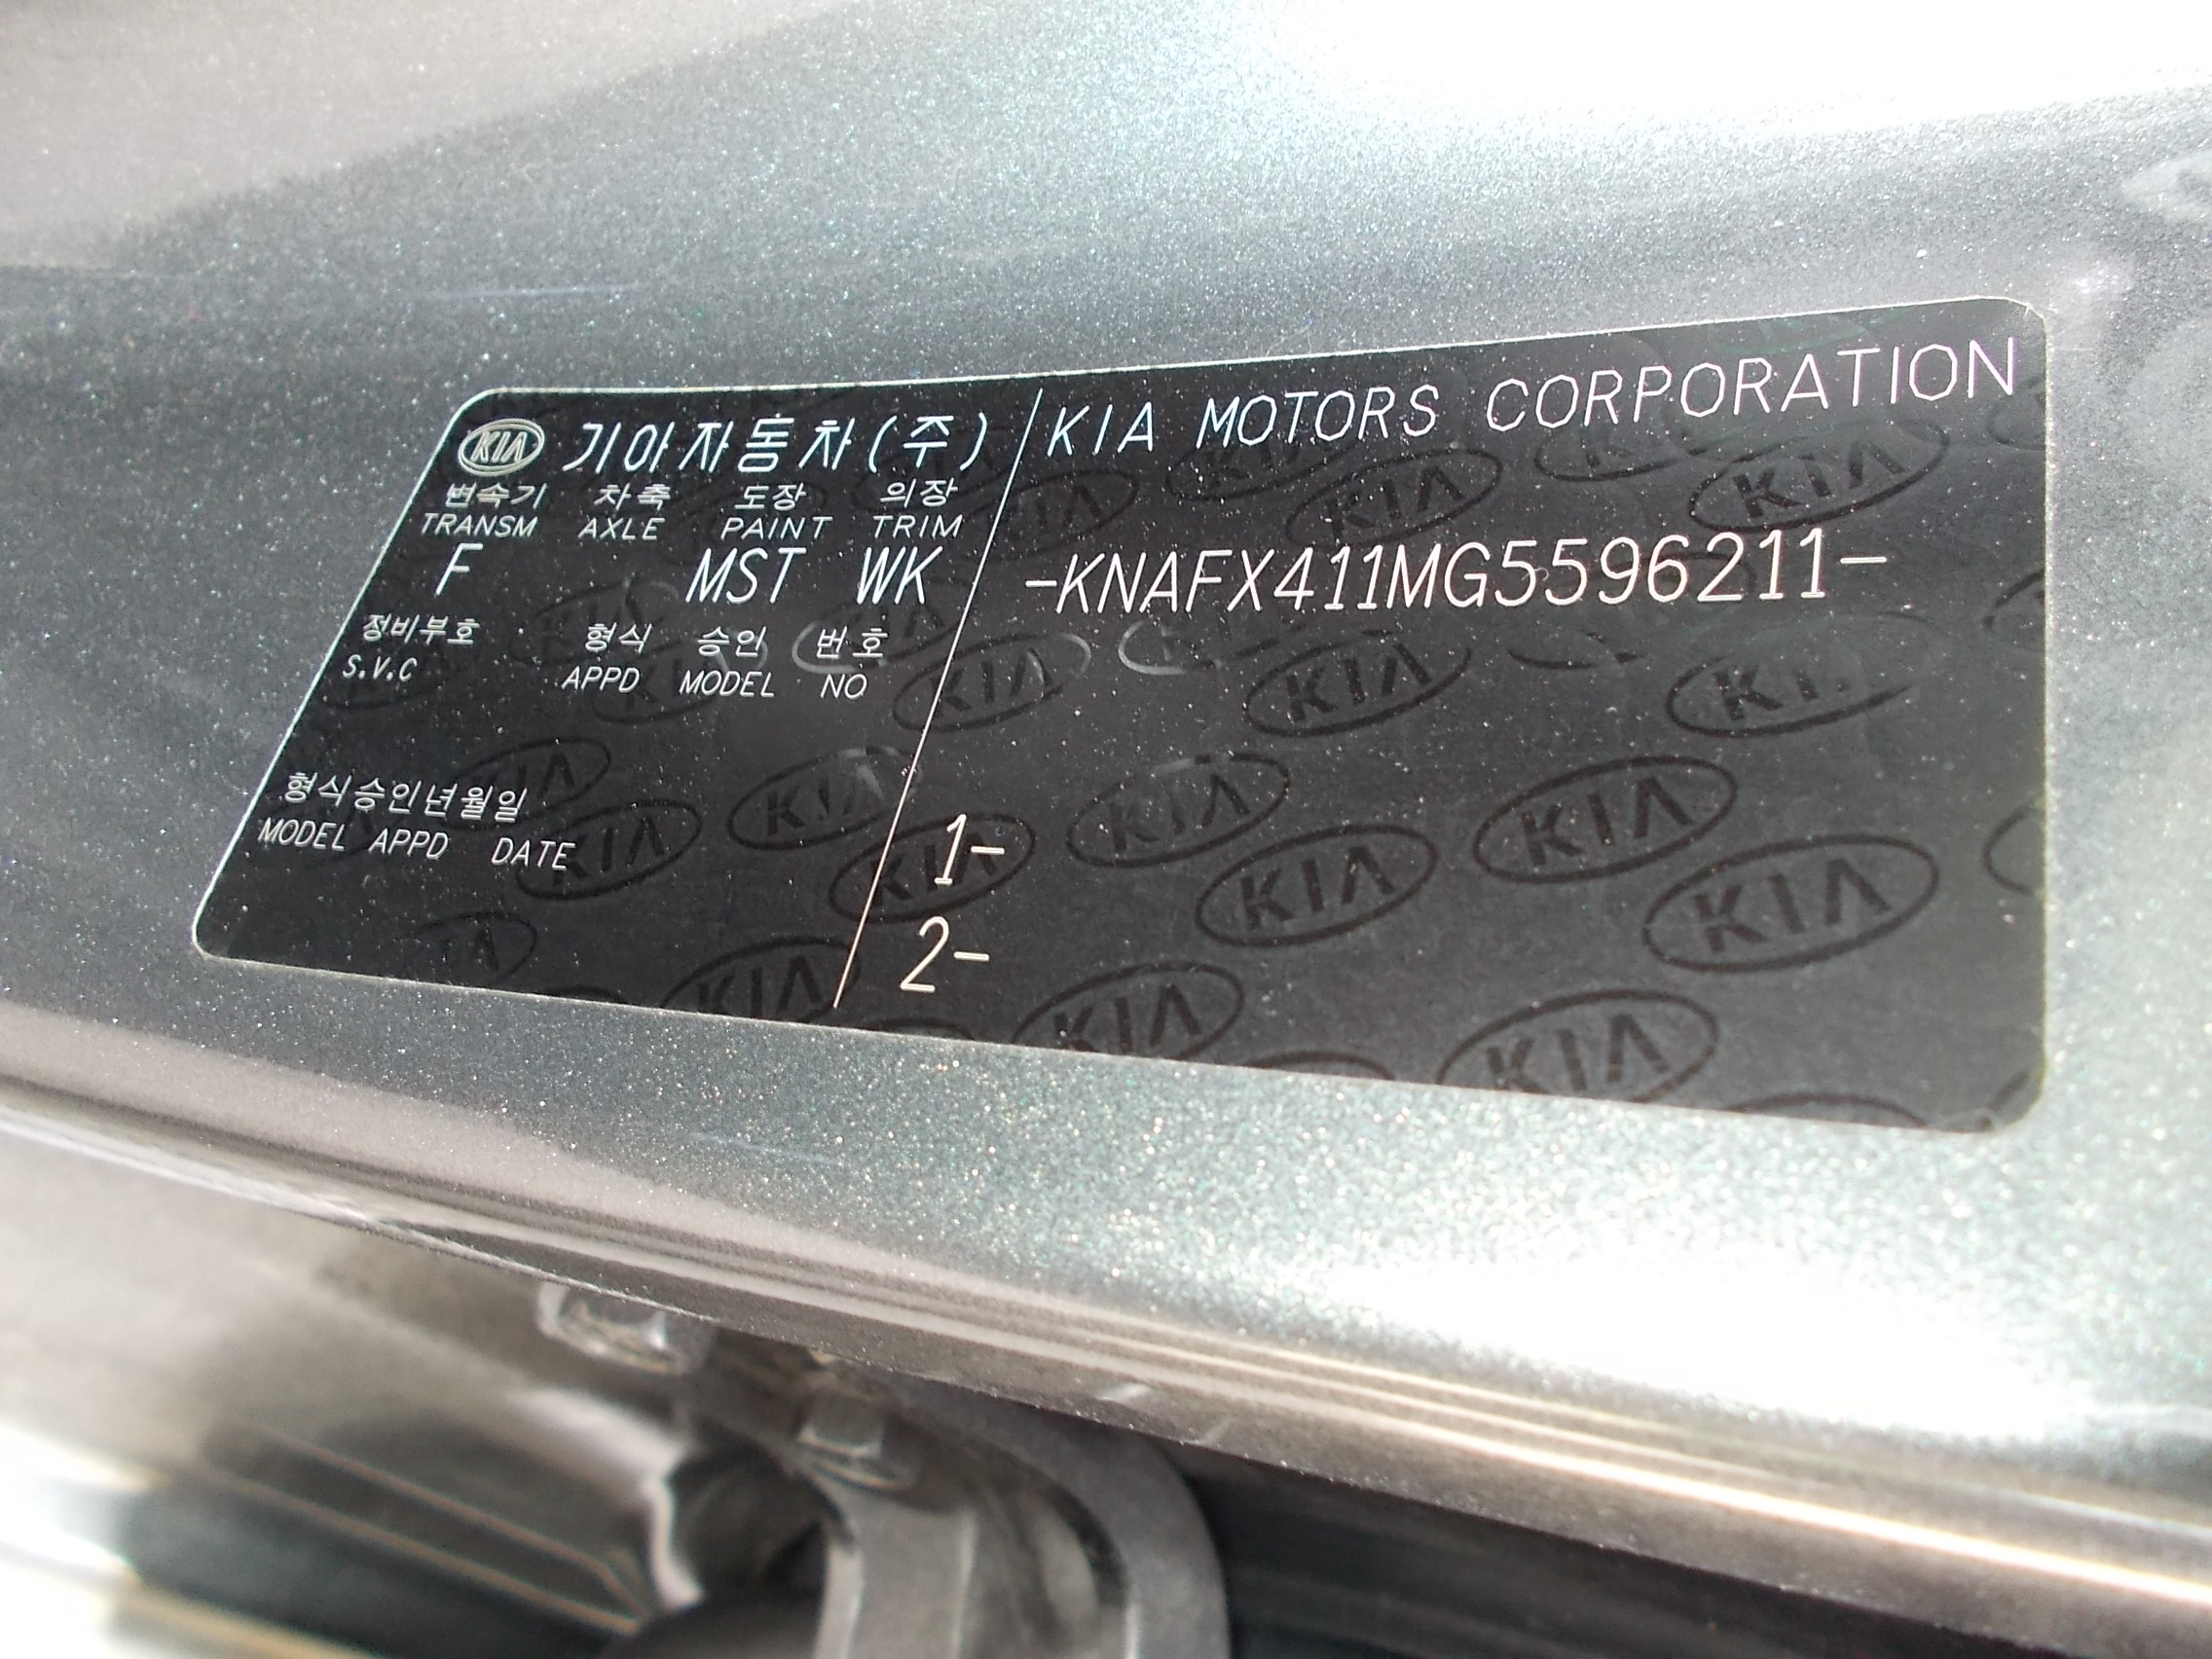 KIA 기아자동차(주) KIA MOTORS CORPORATION
변속기 차축 도장 의장
TRANSM AXLE PAINT TRIM
F MST WK
-KNAFX411MG5596211-
정비부호 형식 승인 번호
S.V.C APPD MODEL NO
형식승인년월일
MODEL APPD DATE
1-
2-